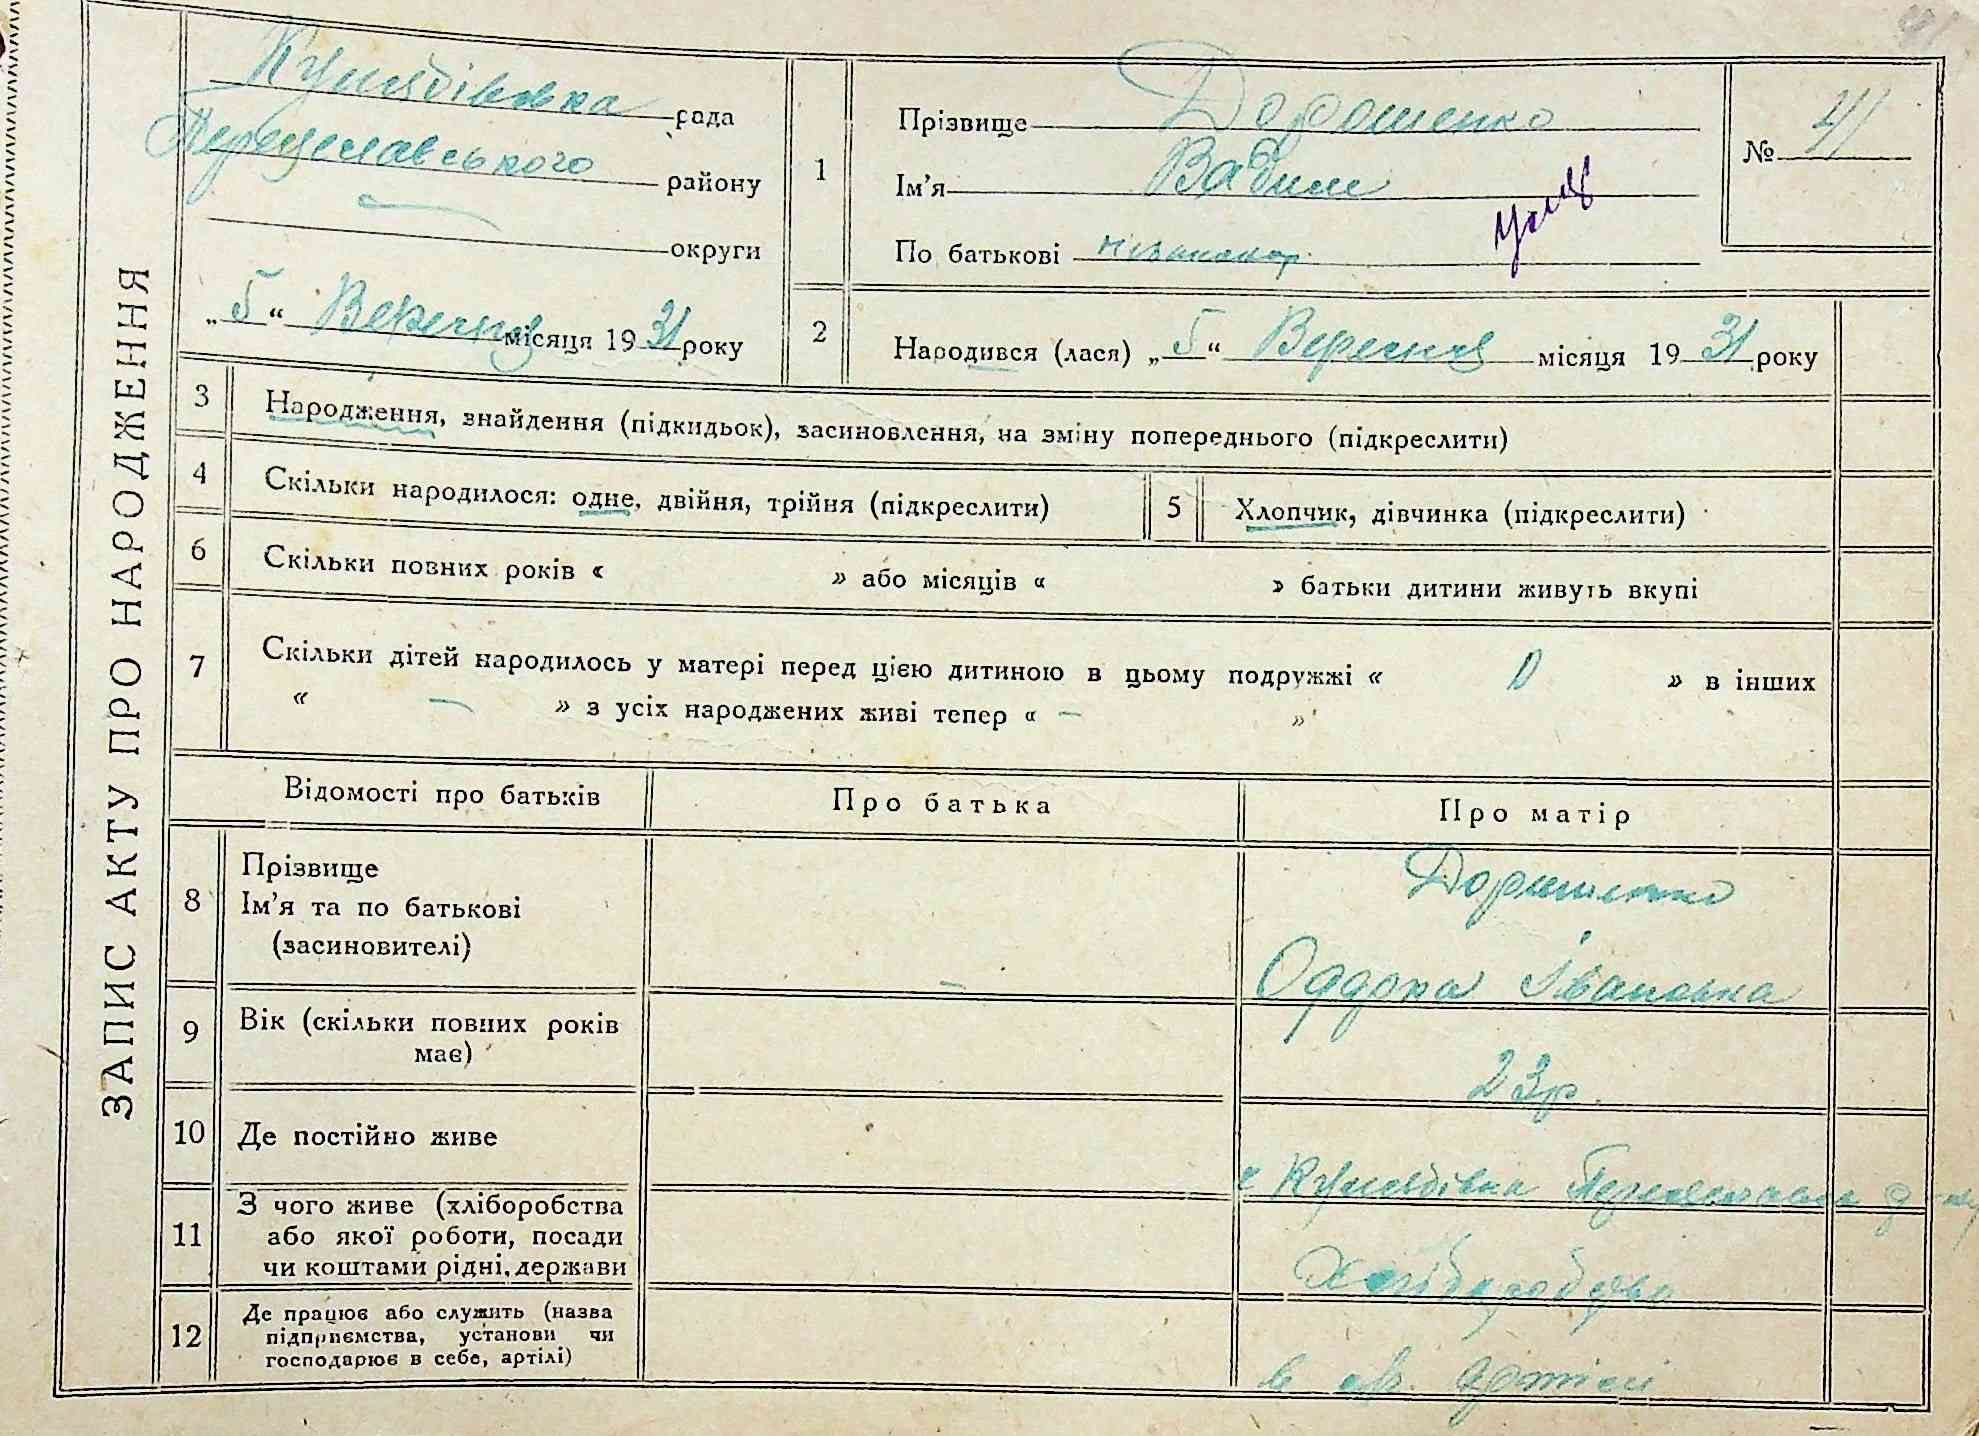 ЗАПИС АКТУ ПРО НАРОДЖЕННЯ
рада
Переяславського району
округи
„5“ Вересня місяця 1931 року
1
Прізвище Дорошенко
Ім’я Вадим
По батькові
№ 41
2
Народився (лася) „5“ Вересня місяця 1931 року
3
Народження, знайдення (підкидьок), засиновлення, на зміну попереднього (підкреслити)
4
Скільки народилося: одне, двійня, трійня (підкреслити)
5
Хлопчик, дівчинка (підкреслити)
6
Скільки повних років « » або місяців « » батьки дитини живуть вкупі
7
Скільки дітей народилось у матері перед цією дитиною в цьому подружжі « » в інших
« — » з усіх народжених живі тепер « — »
Відомості про батьків
Про батька
Про матір
8
Прізвище
Ім’я та по батькові
(засиновителі)
—
Дорошенко
Іванівна
9
Вік (скільки повних років
має)
23р.
10
Де постійно живе
11
З чого живе (хліборобства
або якої роботи, посади
чи коштами рідні, держави
Хліборобство
12
Де працює або служить (назва
підприємства, установи чи
господарює в себе, артілі)
в артілі